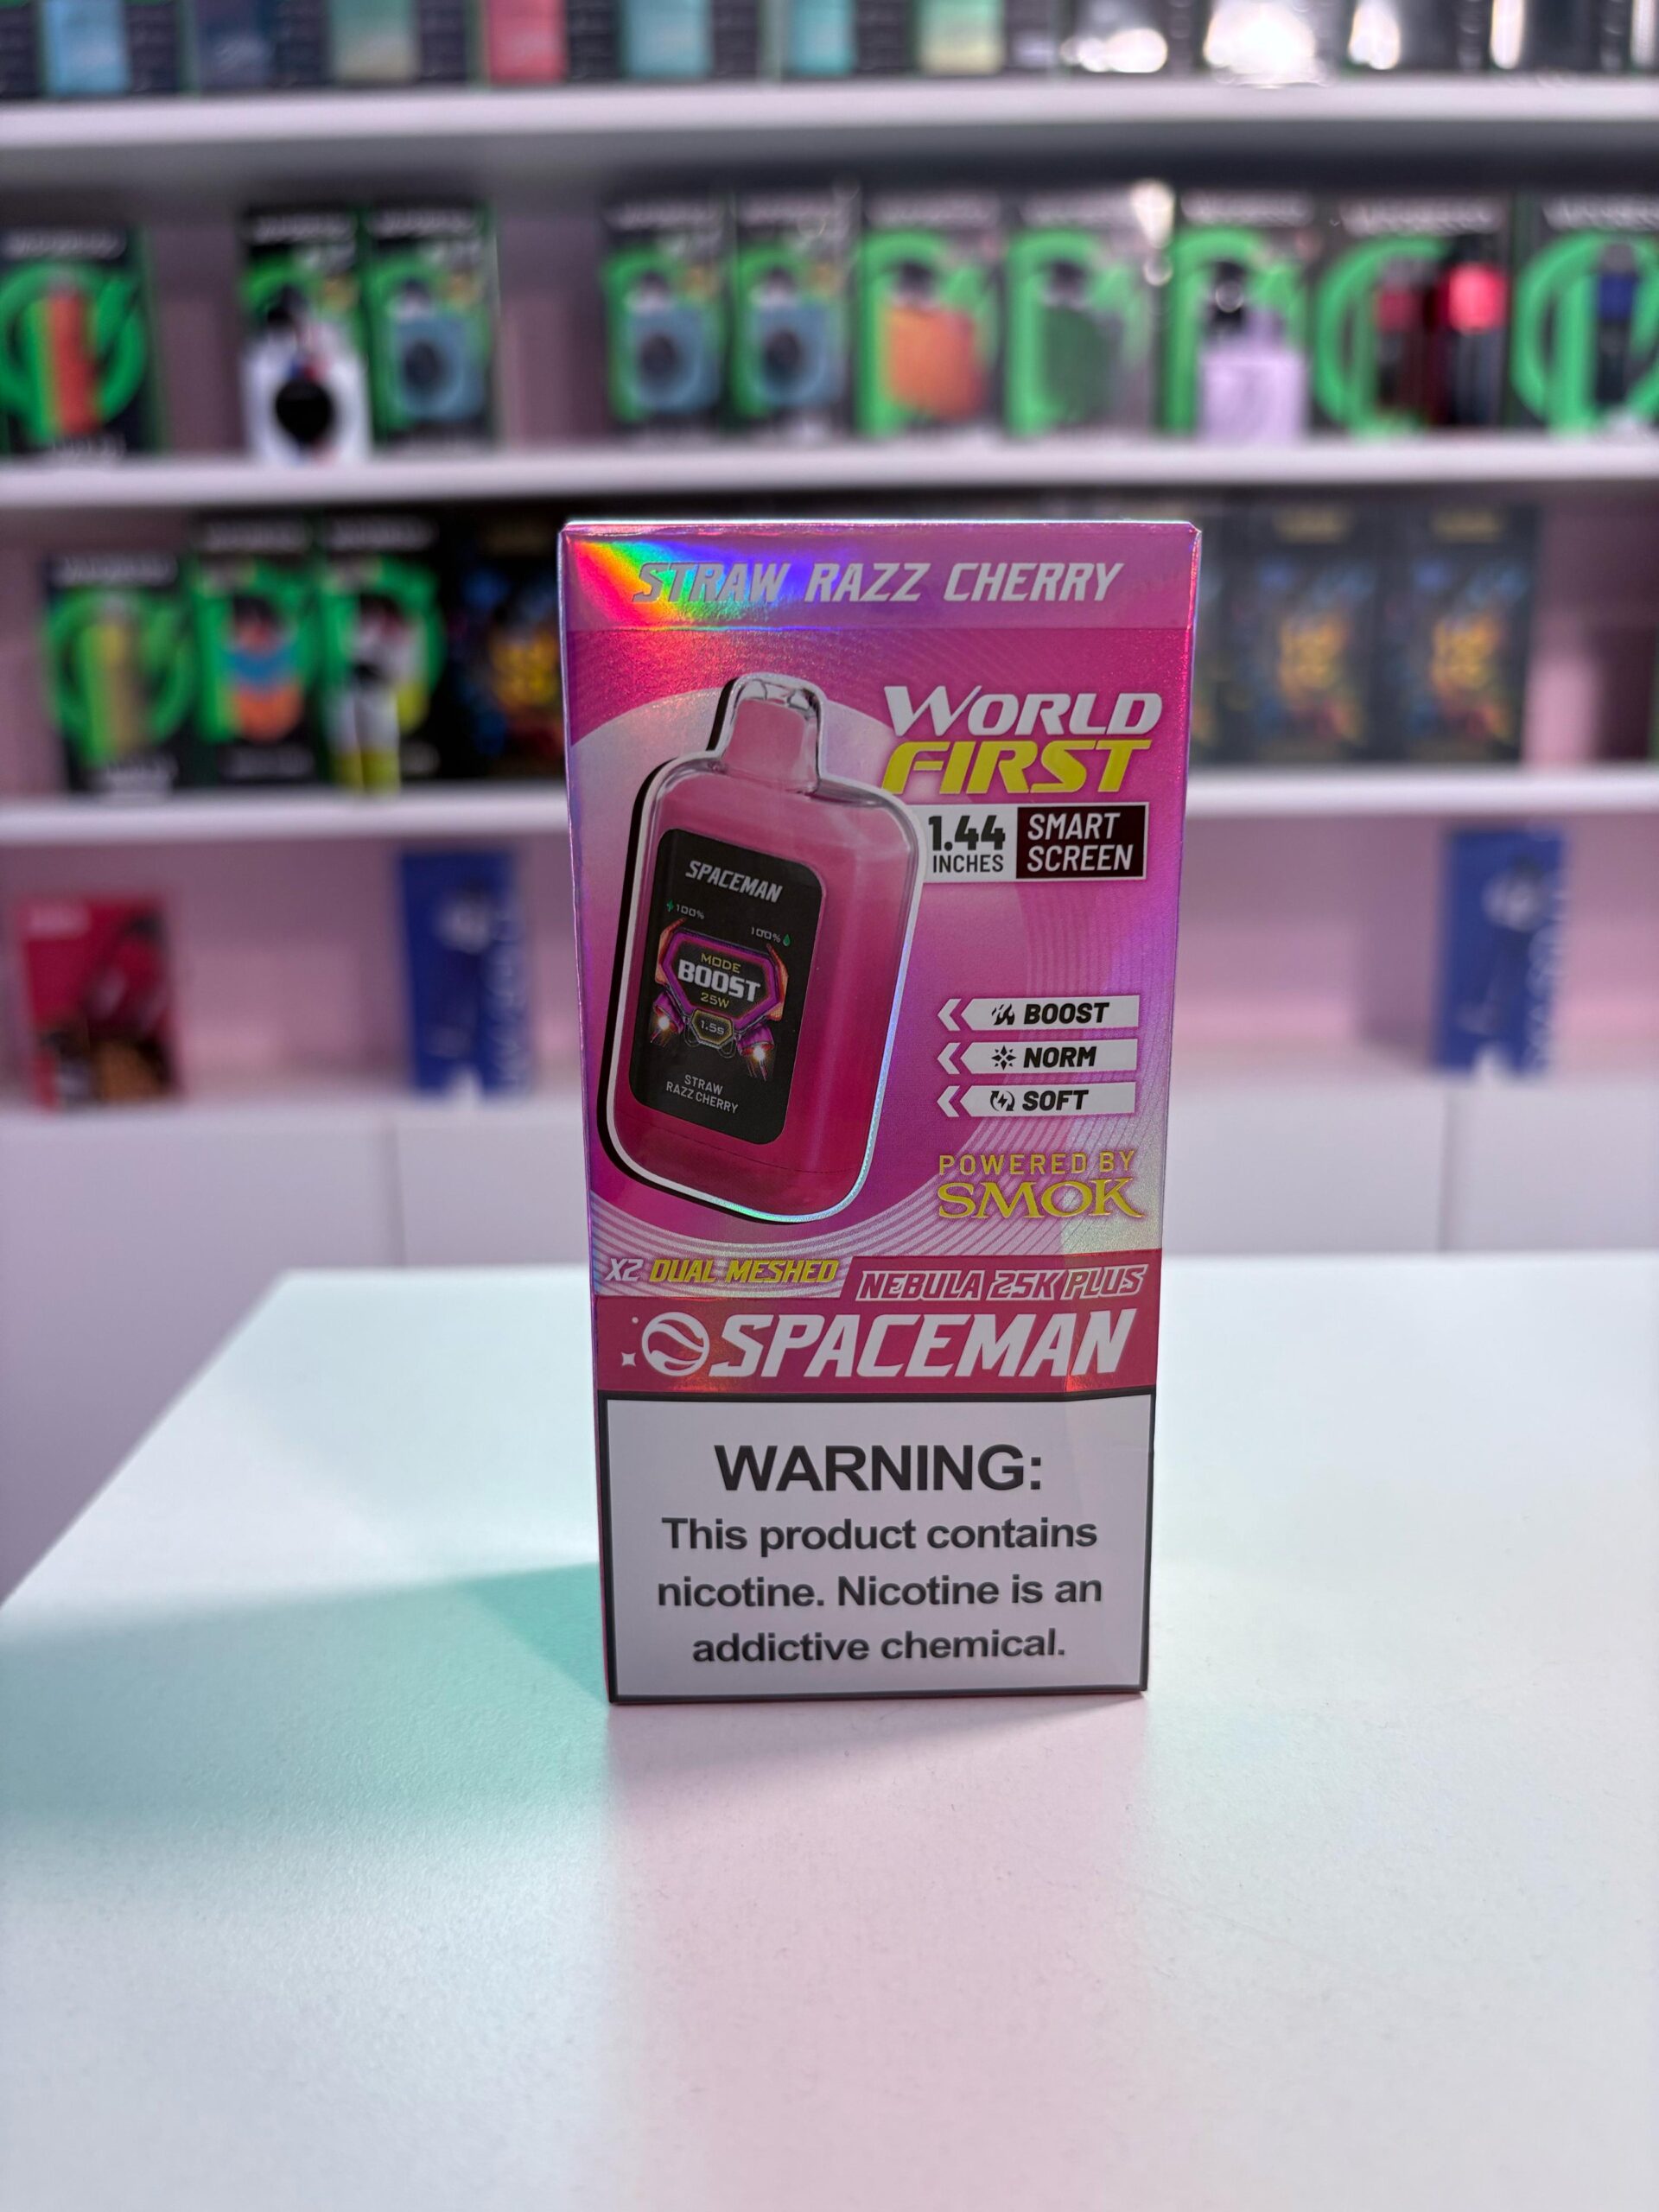 STRAW RAZZ CHERRY
WORLD
FIRST
1.44
INCHES
SMART
SCREEN
SPACEMAN
100%
100%
MODE
BOOST
25W
1.5s
STRAW
RAZZ CHERRY
BOOST
NORM
SOFT
POWERED BY
SMOK
X2 DUAL MESHED
NEBULA 25K PLUS
SPACEMAN
WARNING:
This product contains
nicotine. Nicotine is an
addictive chemical.